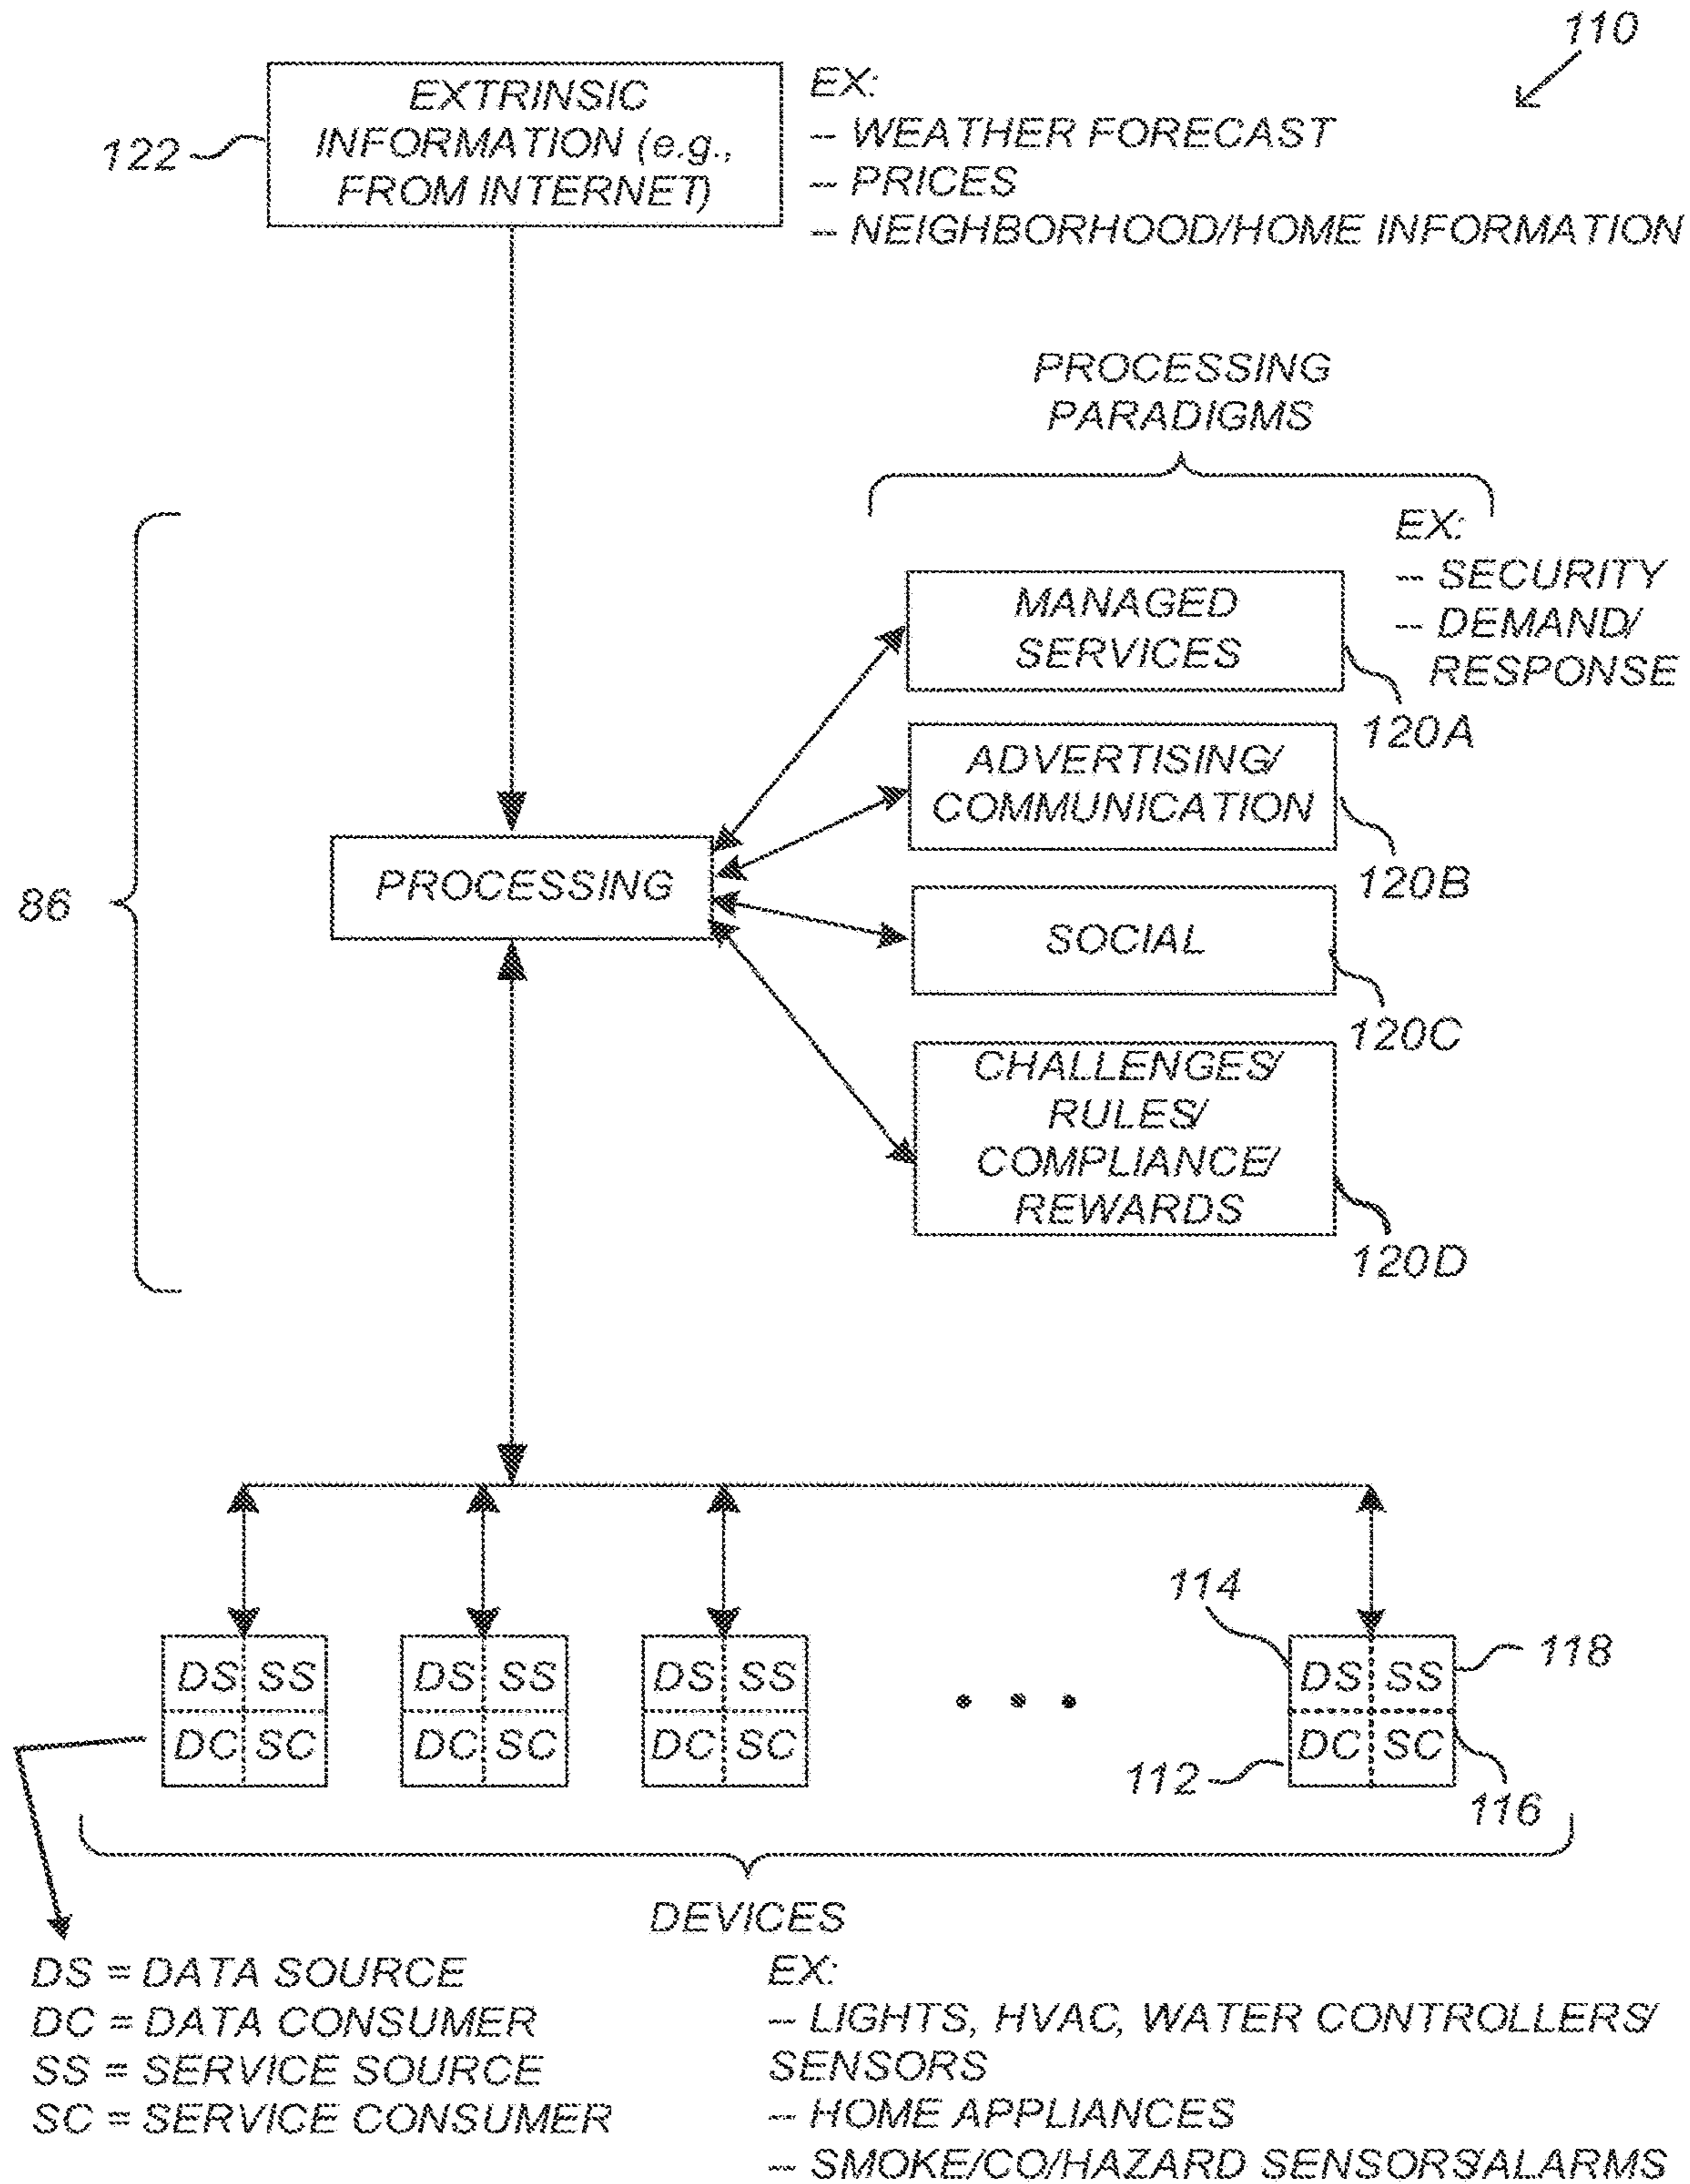 110
EXTRINSIC
INFORMATION (e.g.,
FROM INTERNET)
122
EX:
-- WEATHER FORECAST
-- PRICES
-- NEIGHBORHOOD/HOME INFORMATION
PROCESSING
PARADIGMS
EX:
-- SECURITY
-- DEMAND/
RESPONSE
MANAGED
SERVICES
120A
ADVERTISING/
COMMUNICATION
120B
86
PROCESSING
SOCIAL
120C
CHALLENGES/
RULES/
COMPLIANCE/
REWARDS
120D
114
118
DS SS
DC SC
DS SS
DC SC
DS SS
DC SC
• • •
DS SS
DC SC
112
116
DEVICES
DS = DATA SOURCE
DC = DATA CONSUMER
SS = SERVICE SOURCE
SC = SERVICE CONSUMER
EX:
-- LIGHTS, HVAC, WATER CONTROLLERS/
SENSORS
-- HOME APPLIANCES
-- SMOKE/CO/HAZARD SENSORS/ALARMS